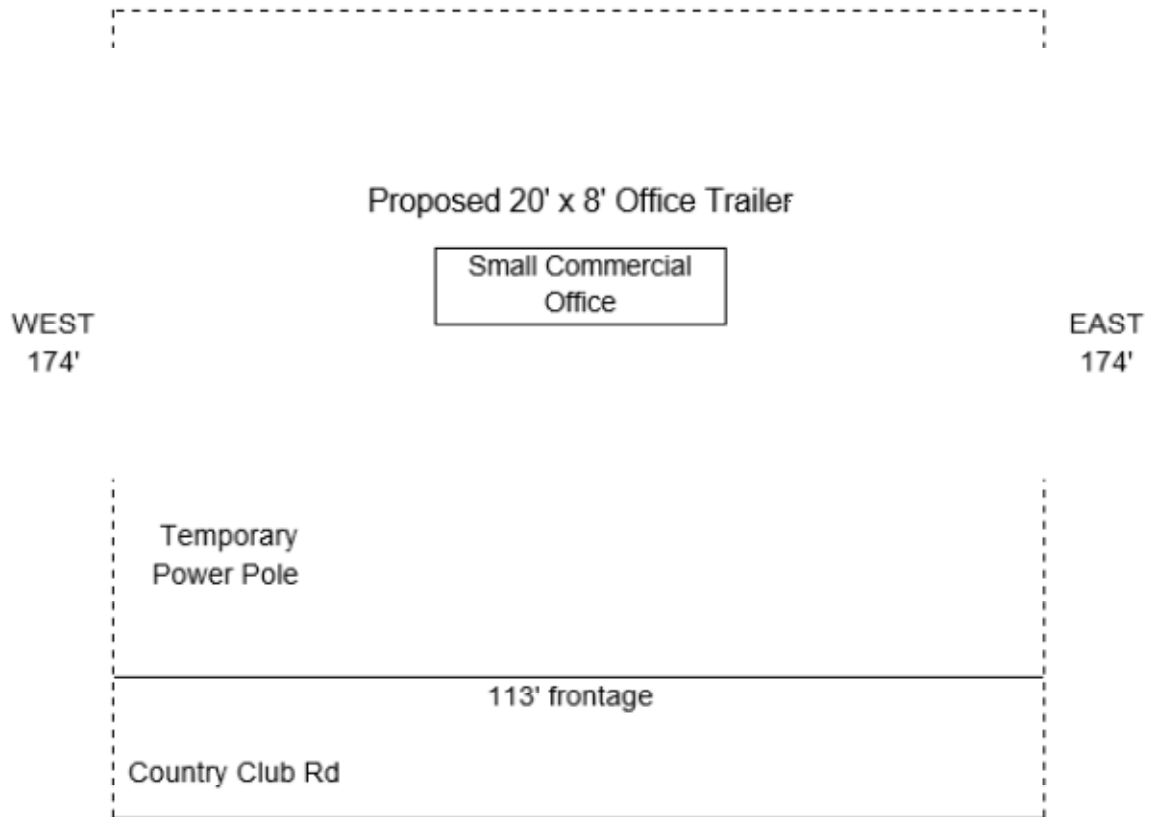 Proposed 20' x 8' Office Trailer
Small Commercial
Office
WEST
174'
EAST
174'
Temporary
Power Pole
113' frontage
Country Club Rd